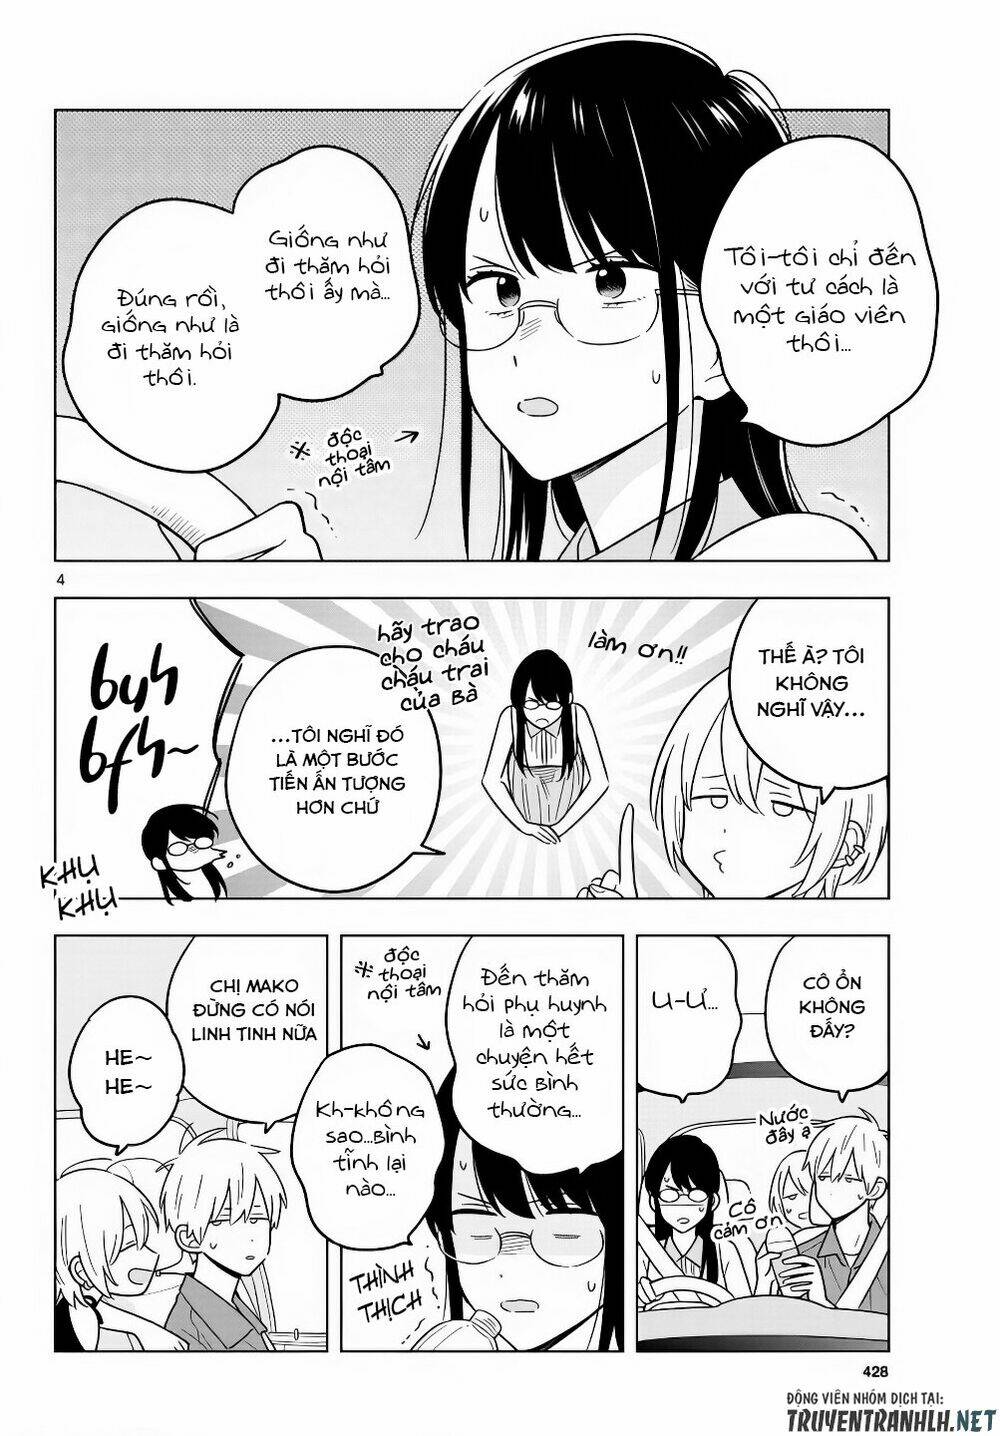 Tôi-tôi chỉ đến
với tư cách là
một giáo viên
thôi...
Giống như
đi thăm hỏi
thôi ấy mà...
Đúng rồi,
giống như là
đi thăm hỏi
thôi.
※ độc
thoại
nội tâm
4
THẾ À? TÔI
KHÔNG
NGHĨ VẬY...
làm ơn!!
hãy trao
cho cháu
cháu trai
của Bà
...TÔI NGHĨ ĐÓ
LÀ MỘT BƯỚC
TIẾN ẤN TƯỢNG
HƠN CHỨ
buh
bfh~
KHỤ
KHỤ
CÔ ỔN
KHÔNG
ĐẤY?
Ư-Ư...
Nước
đây ạ
Cô
cảm ơn
Đến thăm
hỏi phụ huynh
là một
chuyện hết
sức bình
thường...
※ độc
thoại
nội tâm
Kh-không
sao...Bình
tĩnh lại
nào...
THÌNH
THỊCH
CHỊ MAKO
ĐỪNG CÓ NÓI
LINH TINH NỮA
HE~
HE~
428
ĐỘNG VIÊN NHÓM DỊCH TẠI:
TRUYENTRANHLH.NET